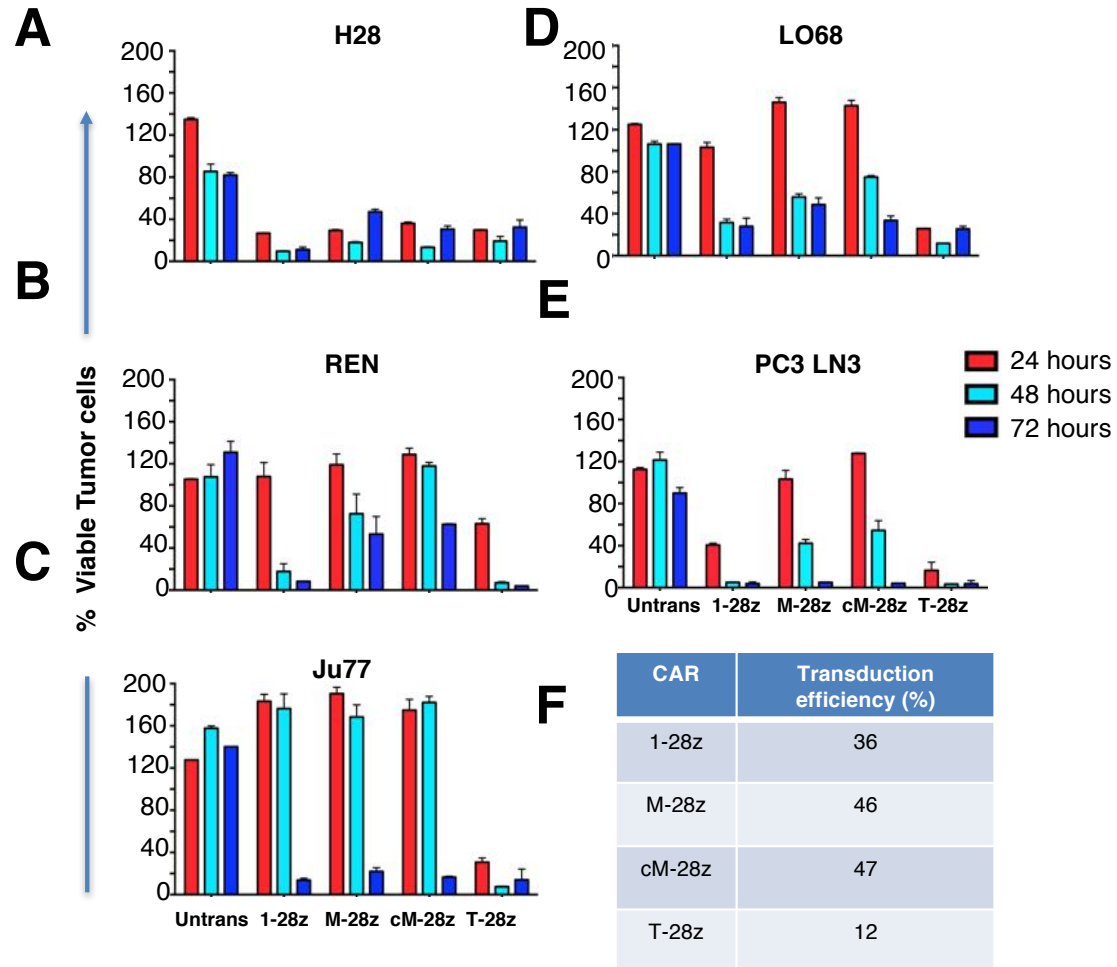 A
H28
200
160
120
80
40
0
D
LO68
200
160
120
80
40
0
B
REN
200
160
120
80
40
0
E
PC3 LN3
200
160
120
80
40
0
Untrans 1-28z M-28z cM-28z T-28z
24 hours
48 hours
72 hours
% Viable Tumor cells
C
Ju77
200
160
120
80
40
0
Untrans 1-28z M-28z cM-28z T-28z
F
CAR Transduction
efficiency (%)
1-28z 36
M-28z 46
cM-28z 47
T-28z 12